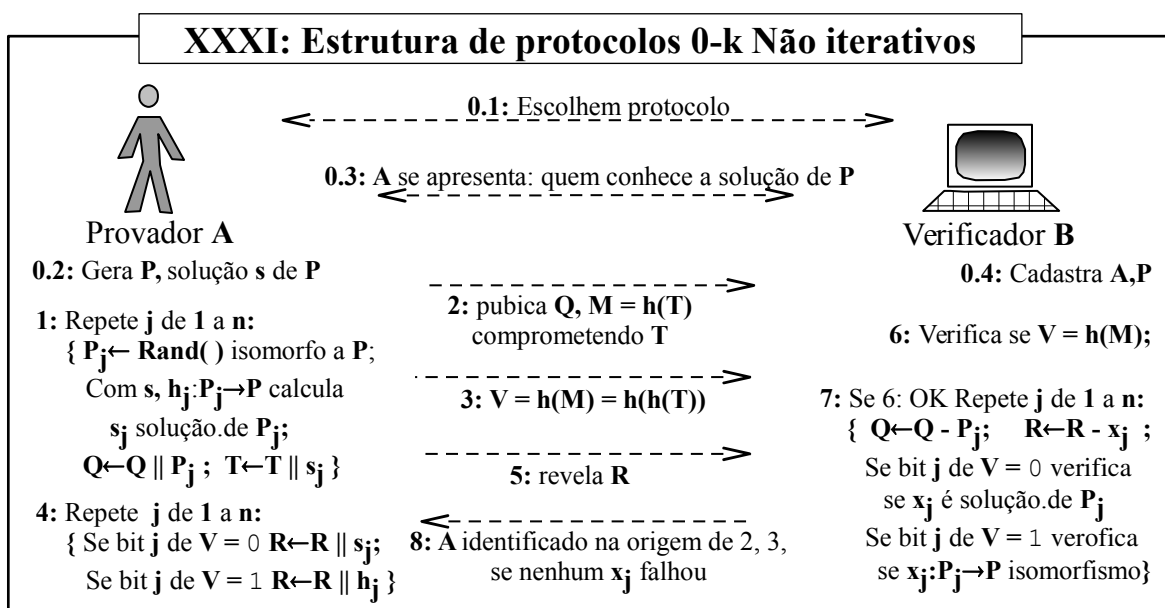 XXXI: Estrutura de protocolos 0-k Não iterativos
0.1: Escolhem protocolo
0.3: A se apresenta: quem conhece a solução de P
Provador A
Verificador B
0.2: Gera P, solução s de P
0.4: Cadastra A,P
2: pubica Q, M = h(T)
comprometendo T
1: Repete j de 1 a n:
{ Pj← Rand( ) isomorfo a P;
Com s, hj:Pj→P calcula
sj solução.de Pj;
Q←Q || Pj ; T←T || sj }
3: V = h(M) = h(h(T))
6: Verifica se V = h(M);
5: revela R
7: Se 6: OK Repete j de 1 a n:
{ Q←Q - Pj; R←R - xj ;
Se bit j de V = 0 verifica
se xj é solução.de Pj
Se bit j de V = 1 verofica
se xj:Pj→P isomorfismo}
4: Repete j de 1 a n:
{ Se bit j de V = 0 R←R || sj;
Se bit j de V = 1 R←R || hj }
8: A identificado na origem de 2, 3,
se nenhum xj falhou